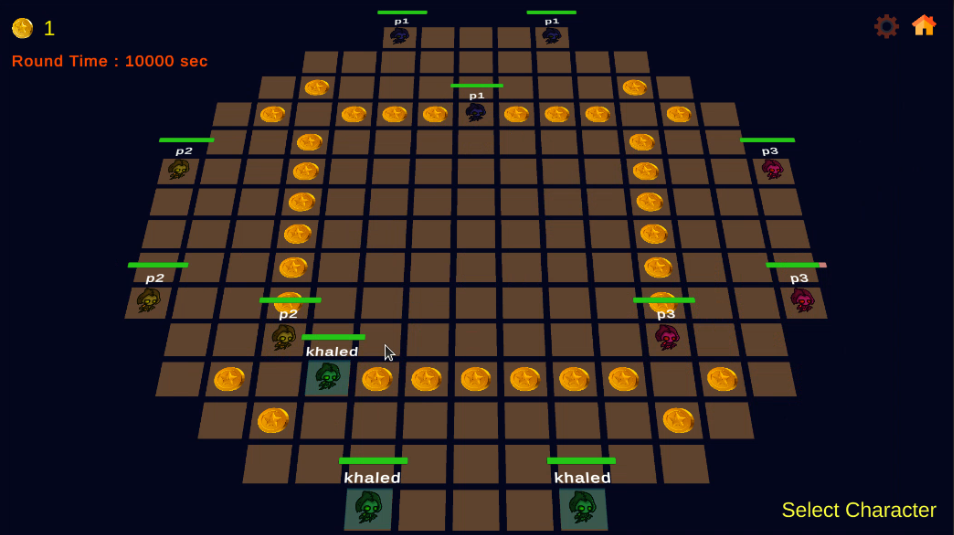 p1
p1
1
Round Time : 10000 sec
p1
p2
p3
p2
p3
p2
p3
khaled
khaled
khaled
Select Character